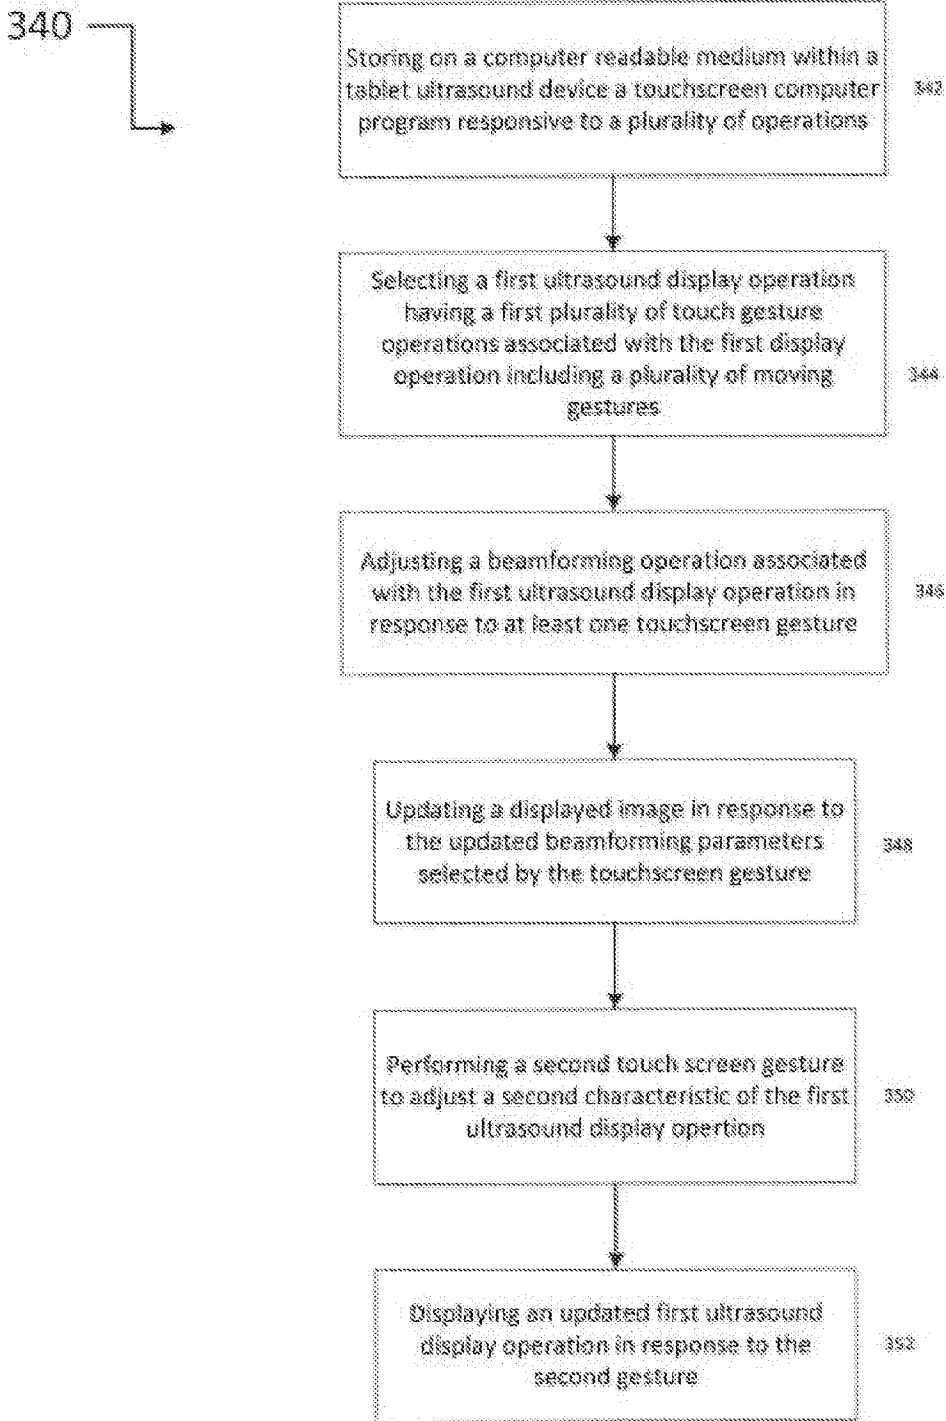 340
Storing on a computer readable medium within a
tablet ultrasound device a touchscreen computer
program responsive to a plurality of operations
342
Selecting a first ultrasound display operation
having a first plurality of touch gesture
operations associated with the first display
operation including a plurality of moving
gestures
344
Adjusting a beamforming operation associated
with the first ultrasound display operation in
response to at least one touchscreen gesture
346
Updating a displayed image in response to
the updated beamforming parameters
selected by the touchscreen gesture
348
Performing a second touch screen gesture
to adjust a second characteristic of the first
ultrasound display opertion
350
Displaying an updated first ultrasound
display operation in response to the
second gesture
352